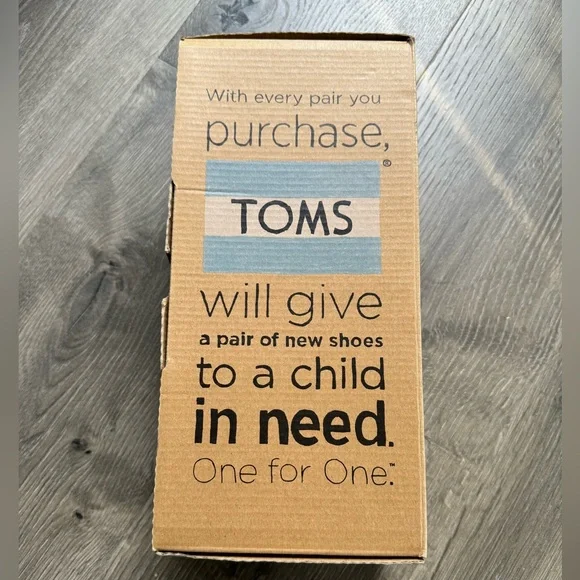 With every pair you
purchase,
TOMS®
will give
a pair of new shoes
to a child
in need.
One for One.™